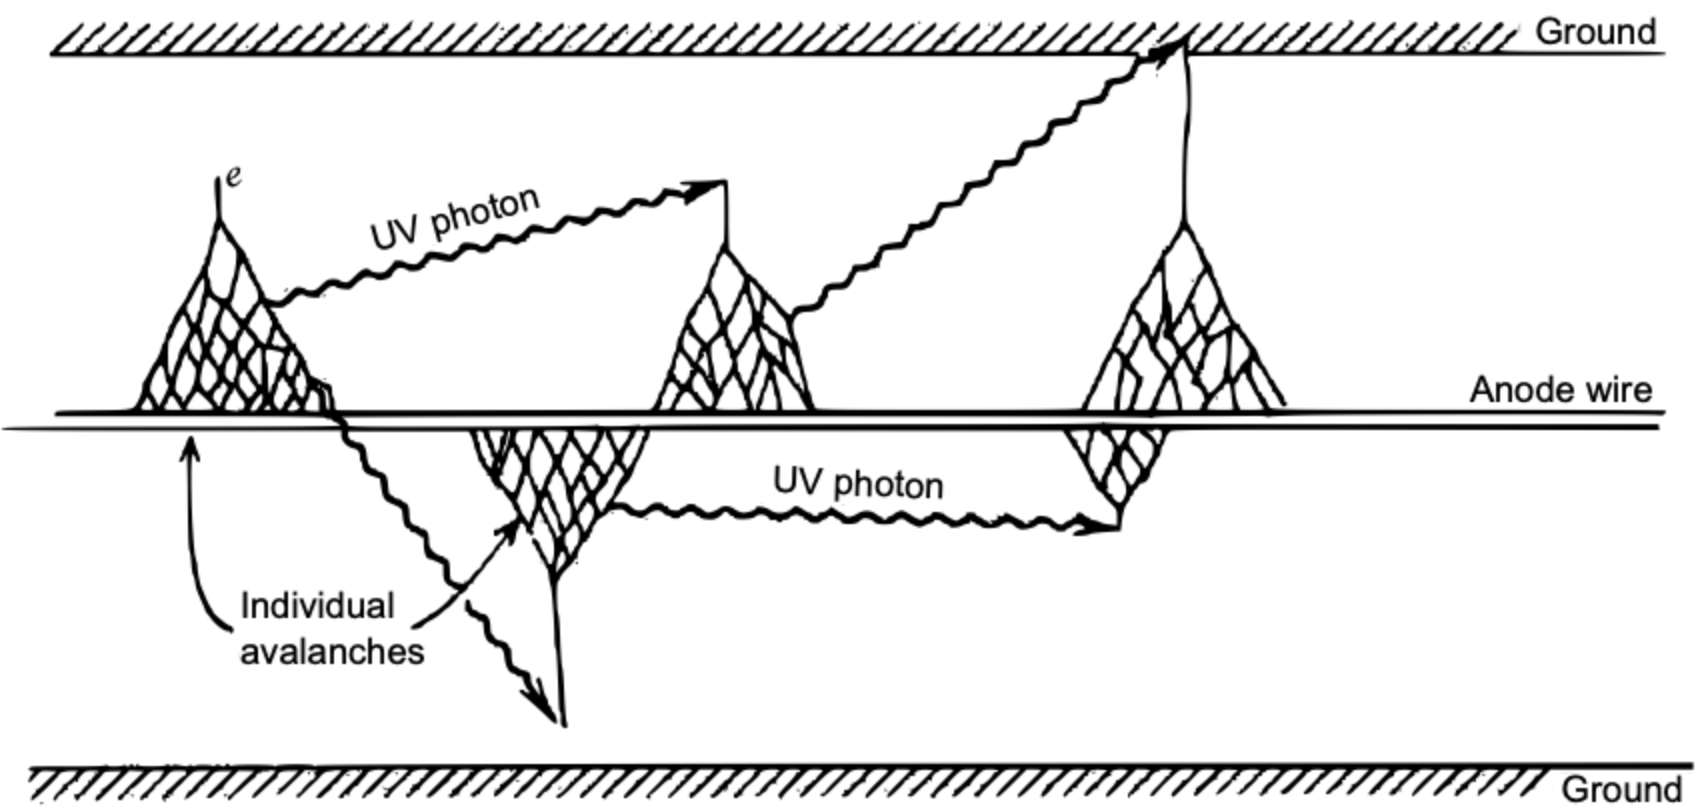 Ground
e
UV photon
Anode wire
UV photon
Individual
avalanches
Ground